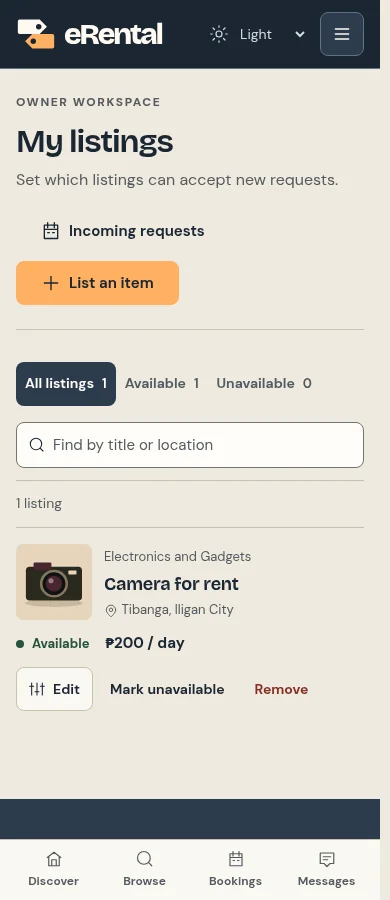 eRental
Light
OWNER WORKSPACE
My listings
Set which listings can accept new requests.
Incoming requests
List an item
All listings 1 Available 1 Unavailable 0
Find by title or location
1 listing
Electronics and Gadgets
Camera for rent
Tibanga, Iligan City
Available ₱200 / day
Edit Mark unavailable Remove
Discover Browse Bookings Messages